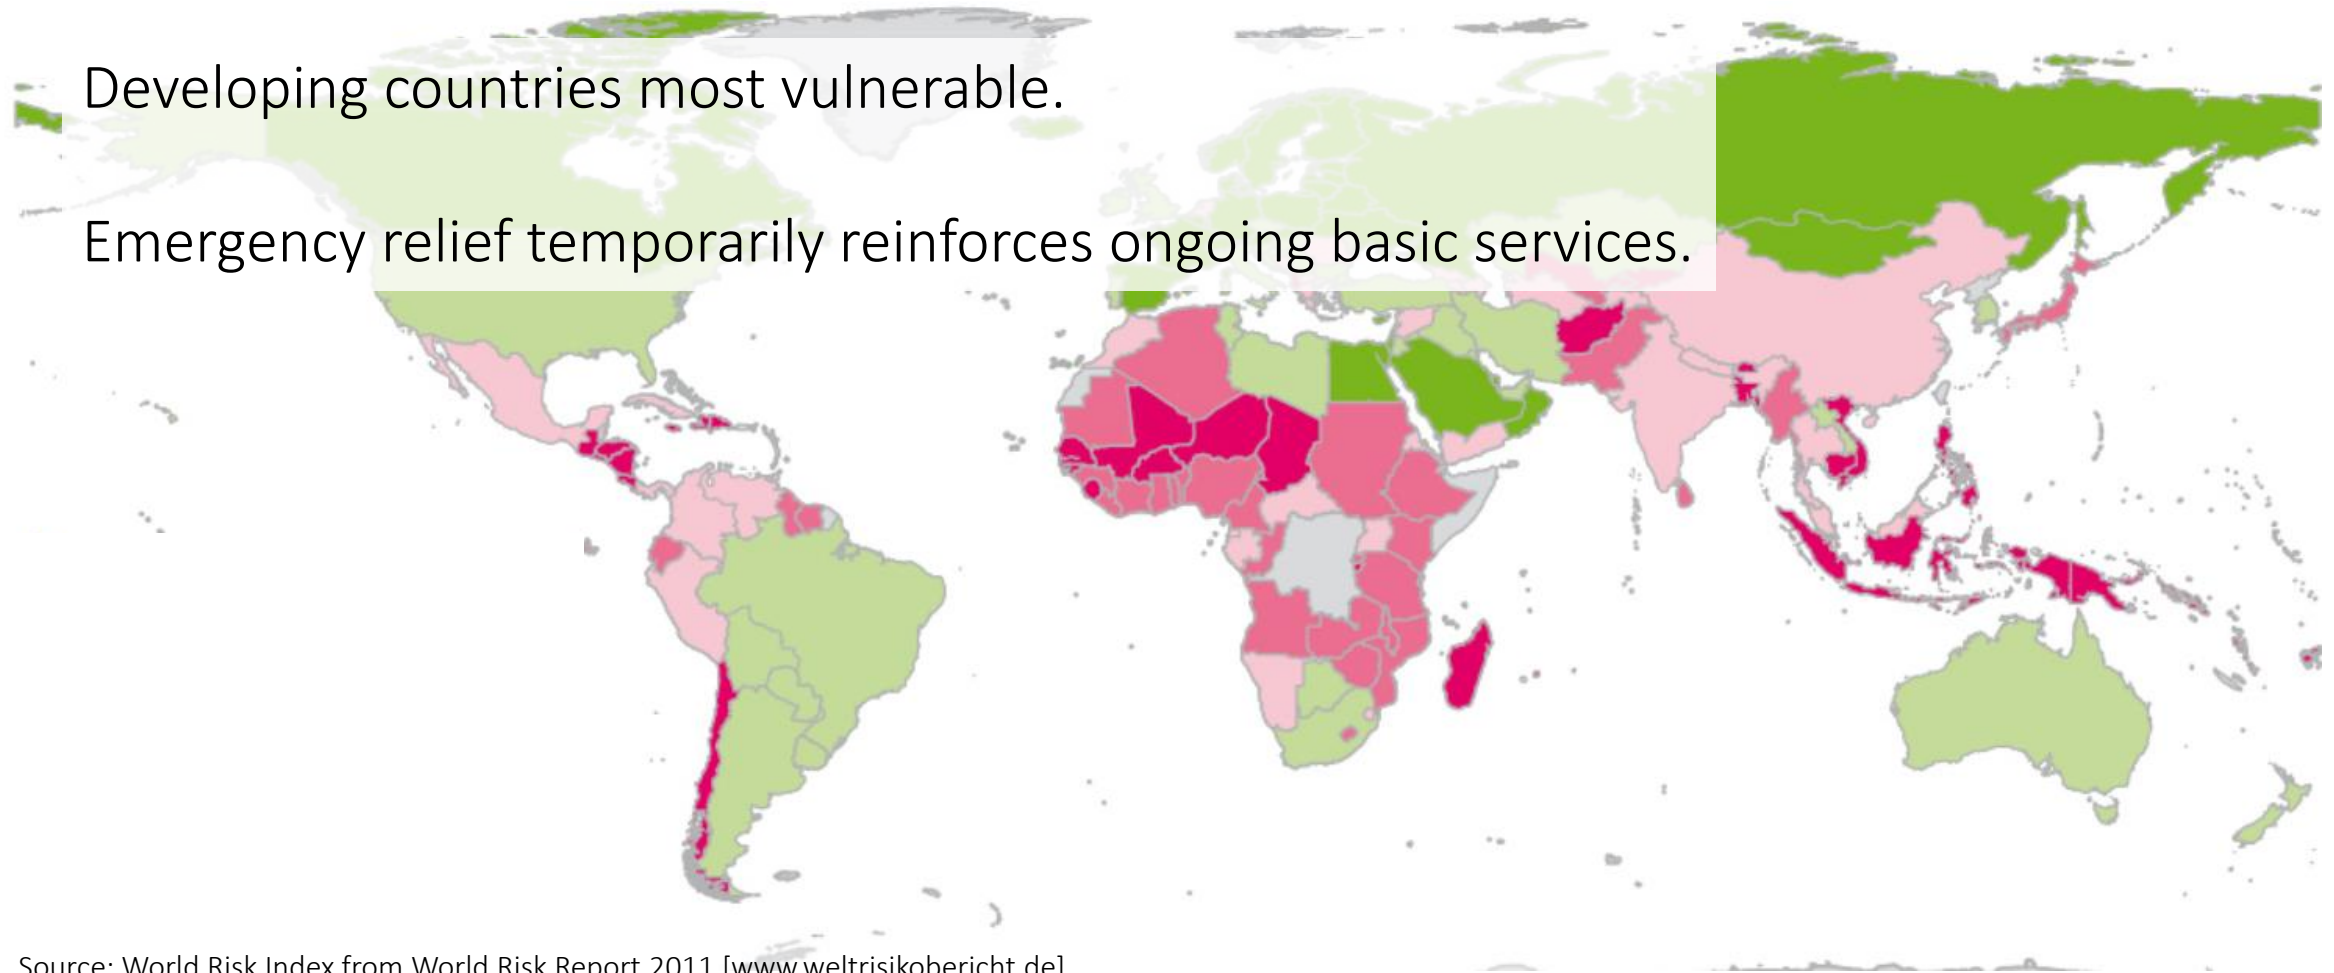 Developing countries most vulnerable.
Emergency relief temporarily reinforces ongoing basic services.
Source: World Risk Index from World Risk Report 2011 [www.weltrisikobericht.de]